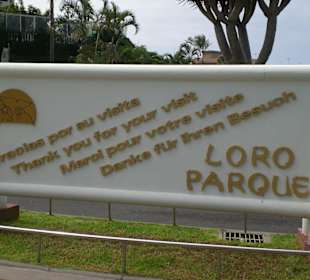 Gracias por su visita
Thank you for your visit
Merci pour votre visite
Danke für Ihren Besuch
LORO
PARQUE